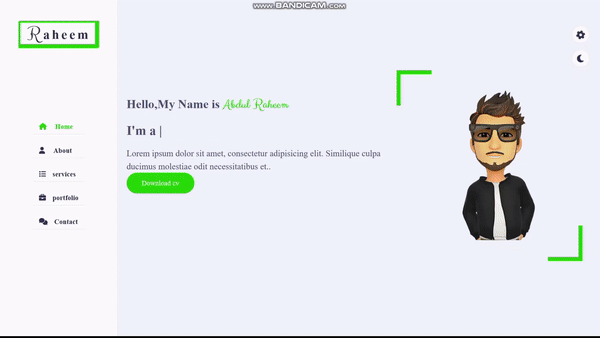 www.BANDICAM.com
Raheem
Home
About
services
portfolio
Contact
Hello,My Name is Abdul Raheem
I'm a |
Lorem ipsum dolor sit amet, consectetur adipisicing elit. Similique culpa
ducimus molestiae odit necessitatibus et..
Download cv